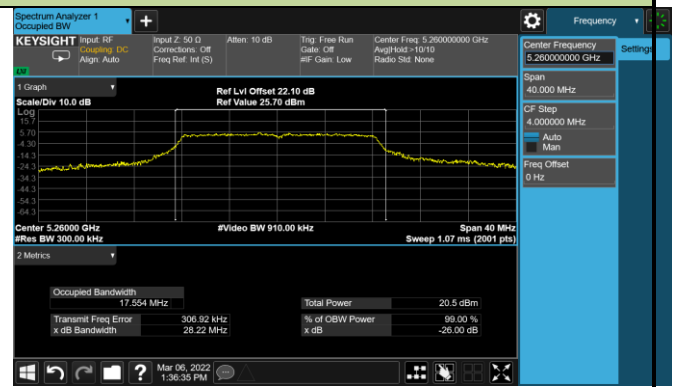 Spectrum Analyzer 1
Occupied BW
Frequency
KEYSIGHT
Input: RF
Coupling: DC
Align: Auto
Input Z: 50 Ω
Corrections: Off
Freq Ref: Int (S)
Atten: 10 dB
Trig: Free Run
Gate: Off
#IF Gain: Low
Center Freq: 5.260000000 GHz
Avg|Hold:>10/10
Radio Std: None
Center Frequency
5.260000000 GHz
Settings
Span
40.000 MHz
CF Step
4.000000 MHz
Auto
Man
Freq Offset
0 Hz
1 Graph
Scale/Div 10.0 dB
Ref Lvl Offset 22.10 dB
Ref Value 25.70 dBm
Log
15.7
5.70
-4.30
-14.3
-24.3
-34.3
-44.3
-54.3
-64.3
Center 5.26000 GHz
#Res BW 300.00 kHz
#Video BW 910.00 kHz
Span 40 MHz
Sweep 1.07 ms (2001 pts)
2 Metrics
Occupied Bandwidth
17.554 MHz
Total Power 20.5 dBm
Transmit Freq Error 306.92 kHz
% of OBW Power 99.00 %
x dB Bandwidth 28.22 MHz
x dB -26.00 dB
?
Mar 06, 2022
1:36:35 PM